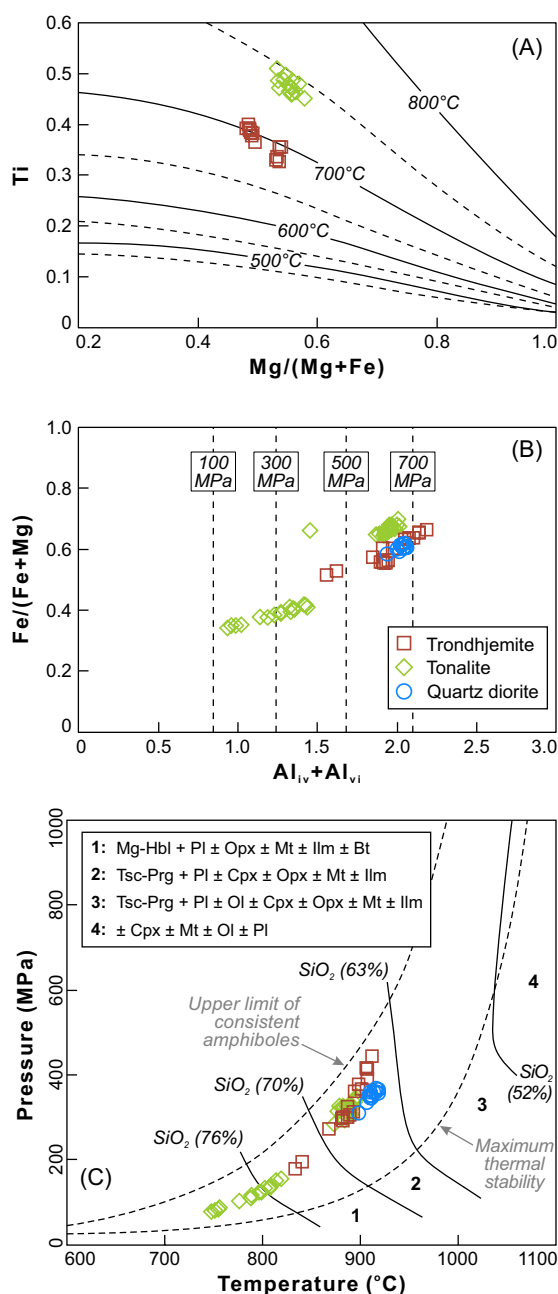 (A)
0.6
0.5
0.4
0.3
0.2
0.1
0
Ti
800°C
700°C
600°C
500°C
0.2
0.4
0.6
0.8
1.0
Mg/(Mg+Fe)
(B)
1.0
0.8
0.6
0.4
0.2
0
Fe/(Fe+Mg)
100
MPa
300
MPa
500
MPa
700
MPa
Trondhjemite
Tonalite
Quartz diorite
0
0.5
1.0
1.5
2.0
2.5
3.0
Al_iv+Al_vi
1000
800
600
400
200
000
Pressure (MPa)
1: Mg-Hbl + Pl ± Opx ± Mt ± Ilm ± Bt
2: Tsc-Prg + Pl ± Cpx ± Opx ± Mt ± Ilm
3: Tsc-Prg + Pl ± Ol ± Cpx ± Opx ± Mt ± Ilm
4: ± Cpx ± Mt ± Ol ± Pl
SiO₂ (63%)
4
Upper limit of
consistent
amphiboles
SiO₂ (70%)
SiO₂
(52%)
3
SiO₂ (76%)
Maximum
thermal
stability
(C)
2
1
600
700
800
900
1000
1100
Temperature (°C)